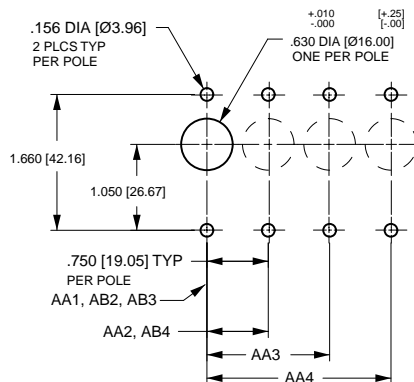 +.010 [+.25]
-.000 [-.00]
.156 DIA [Ø3.96]
2 PLCS TYP
PER POLE
.630 DIA [Ø16.00]
ONE PER POLE
1.660 [42.16]
1.050 [26.67]
.750 [19.05] TYP
PER POLE
AA1, AB2, AB3
AA2, AB4
AA3
AA4